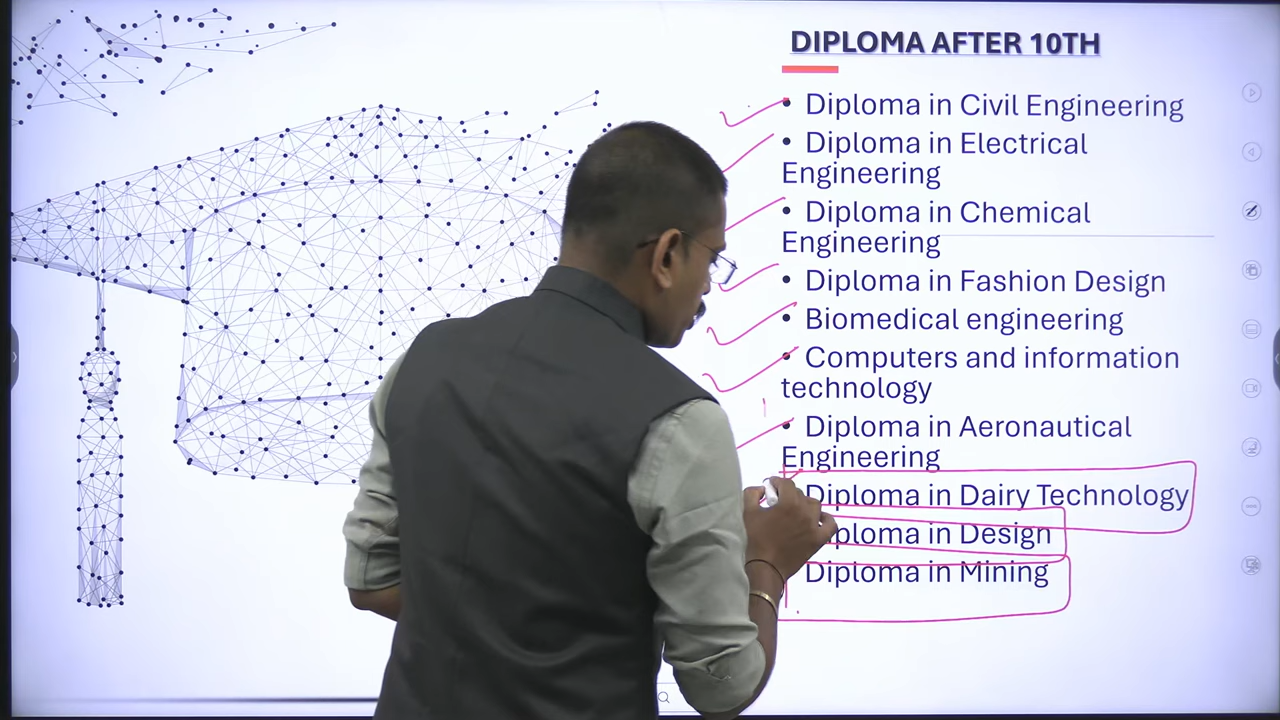 DIPLOMA AFTER 10TH
• Diploma in Civil Engineering
• Diploma in Electrical
Engineering
• Diploma in Chemical
Engineering
• Diploma in Fashion Design
• Biomedical engineering
• Computers and information
technology
• Diploma in Aeronautical
Engineering
Diploma in Dairy Technology
iploma in Design
Diploma in Mining